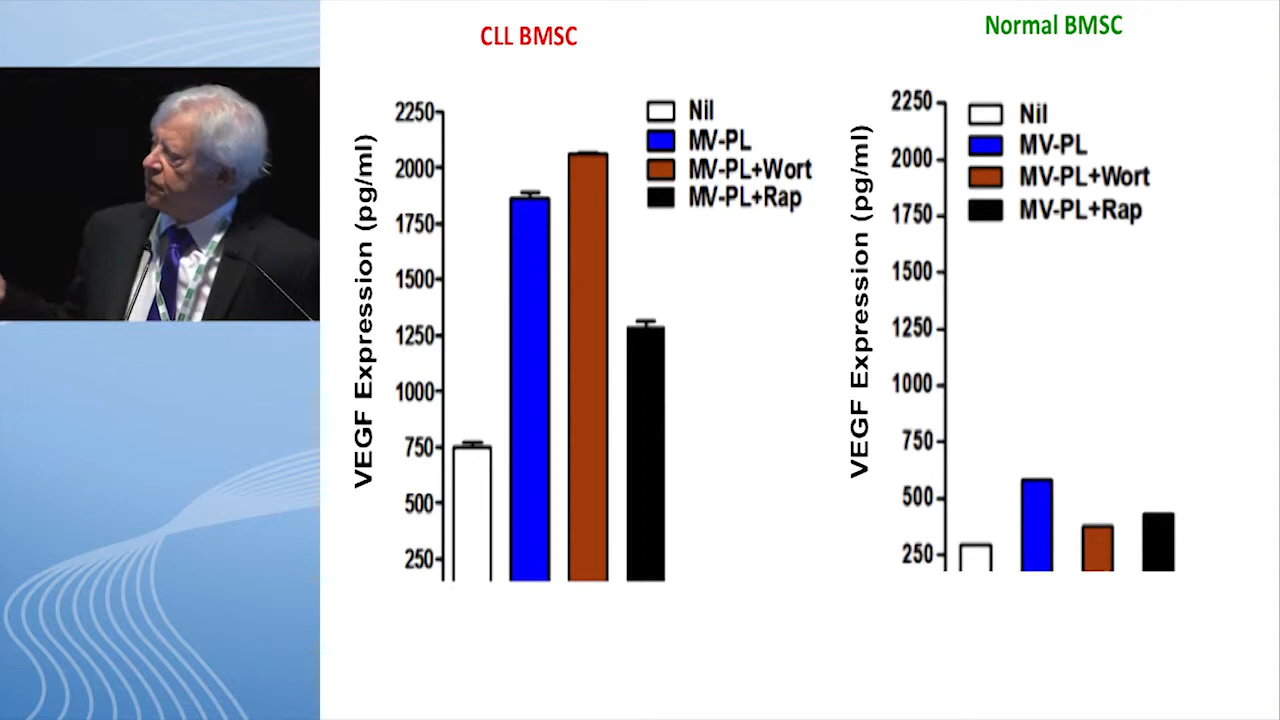 CLL BMSC
VEGF Expression (pg/ml)
2250
2000
1750
1500
1250
1000
750
500
250
Nil
MV-PL
MV-PL+Wort
MV-PL+Rap
Normal BMSC
VEGF Expression (pg/ml)
2250
2000
1750
1500
1250
1000
750
500
250
Nil
MV-PL
MV-PL+Wort
MV-PL+Rap